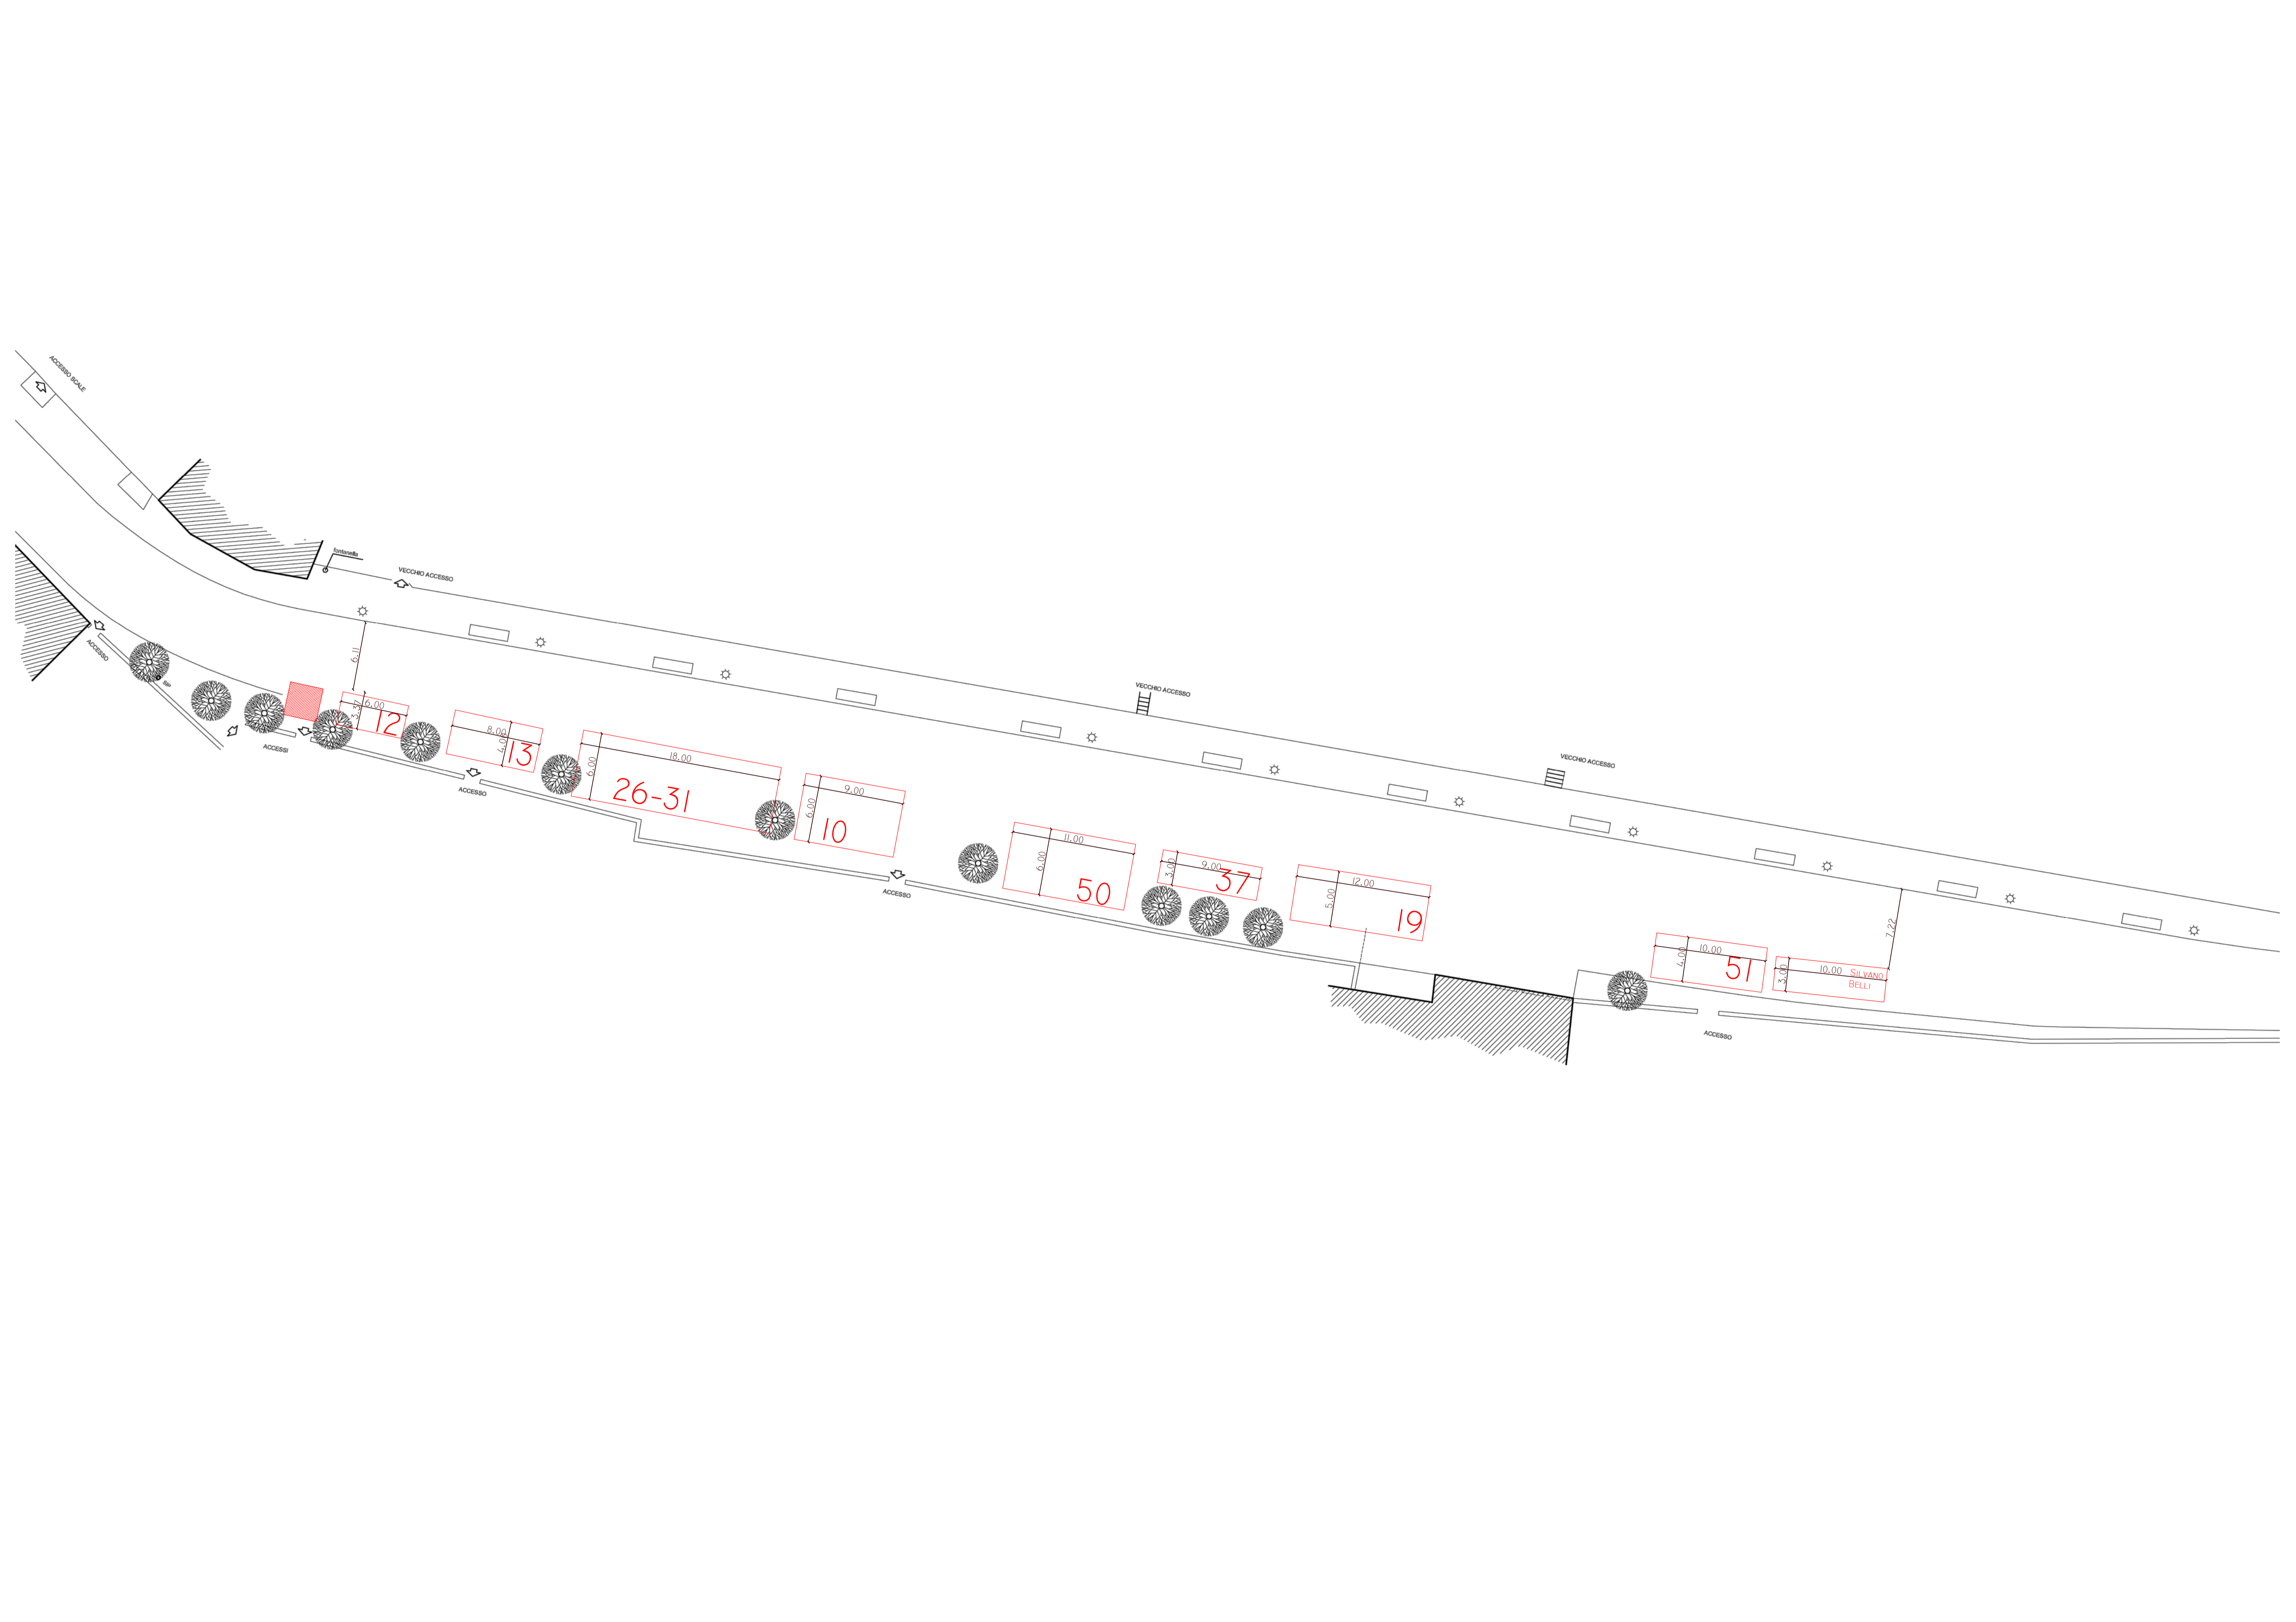 ACCESSO SCALE
fontanella
VECCHIO ACCESSO
ACCESSO
SIP
ACCESSI
6,11
6,00
3,37
12
8,00
4,00
13
ACCESSO
18,00
6,00
26-31
9,00
6,00
10
ACCESSO
VECCHIO ACCESSO
11,00
6,00
50
9,00
3,00
37
12,00
5,00
19
VECCHIO ACCESSO
10,00
4,00
51
10,00
3,00
SILVANO
BELLI
7,22
ACCESSO